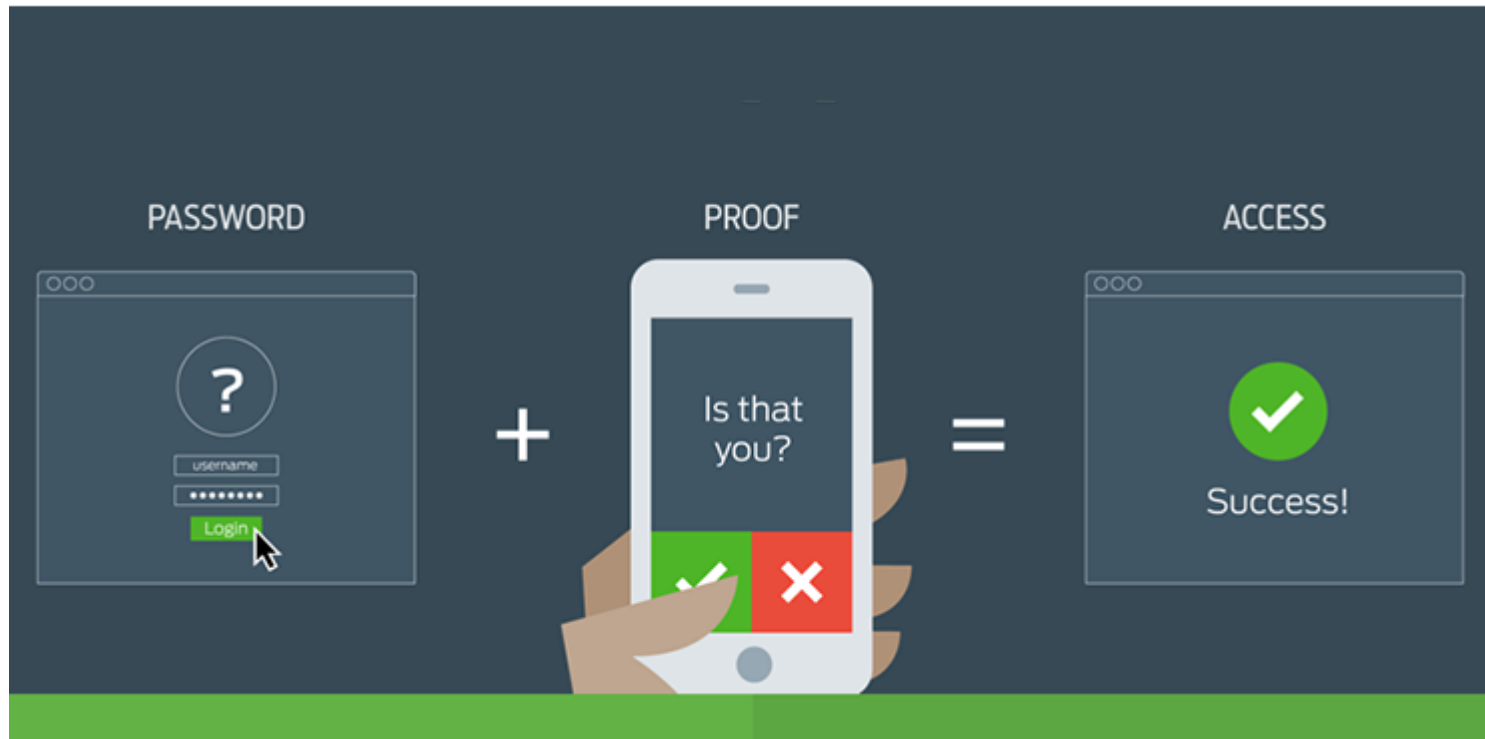 PASSWORD
PROOF
ACCESS
?
username
••••••••
Login
+
Is that
you?
=
Success!